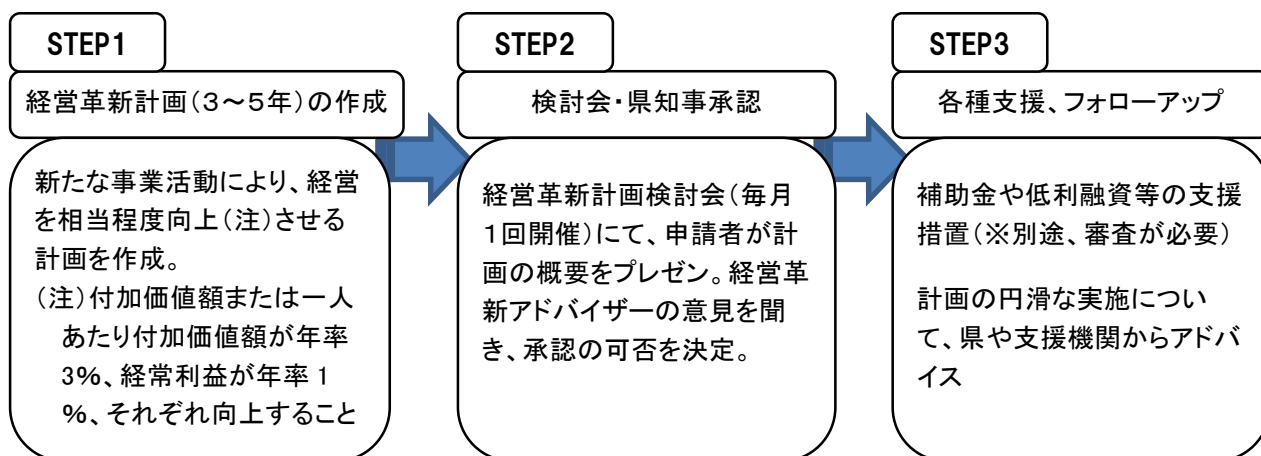 STEP1
経営革新計画(3~5年)の作成
新たな事業活動により、経営
を相当程度向上(注)させる
計画を作成。
(注)付加価値額または一人
あたり付加価値額が年率
3%、経常利益が年率1
%、それぞれ向上すること
STEP2
検討会・県知事承認
経営革新計画検討会(毎月
1回開催)にて、申請者が計
画の概要をプレゼン。経営革
新アドバイザーの意見を聞
き、承認の可否を決定。
STEP3
各種支援、フォローアップ
補助金や低利融資等の支援
措置(※別途、審査が必要)
計画の円滑な実施につい
て、県や支援機関からアドバ
イス